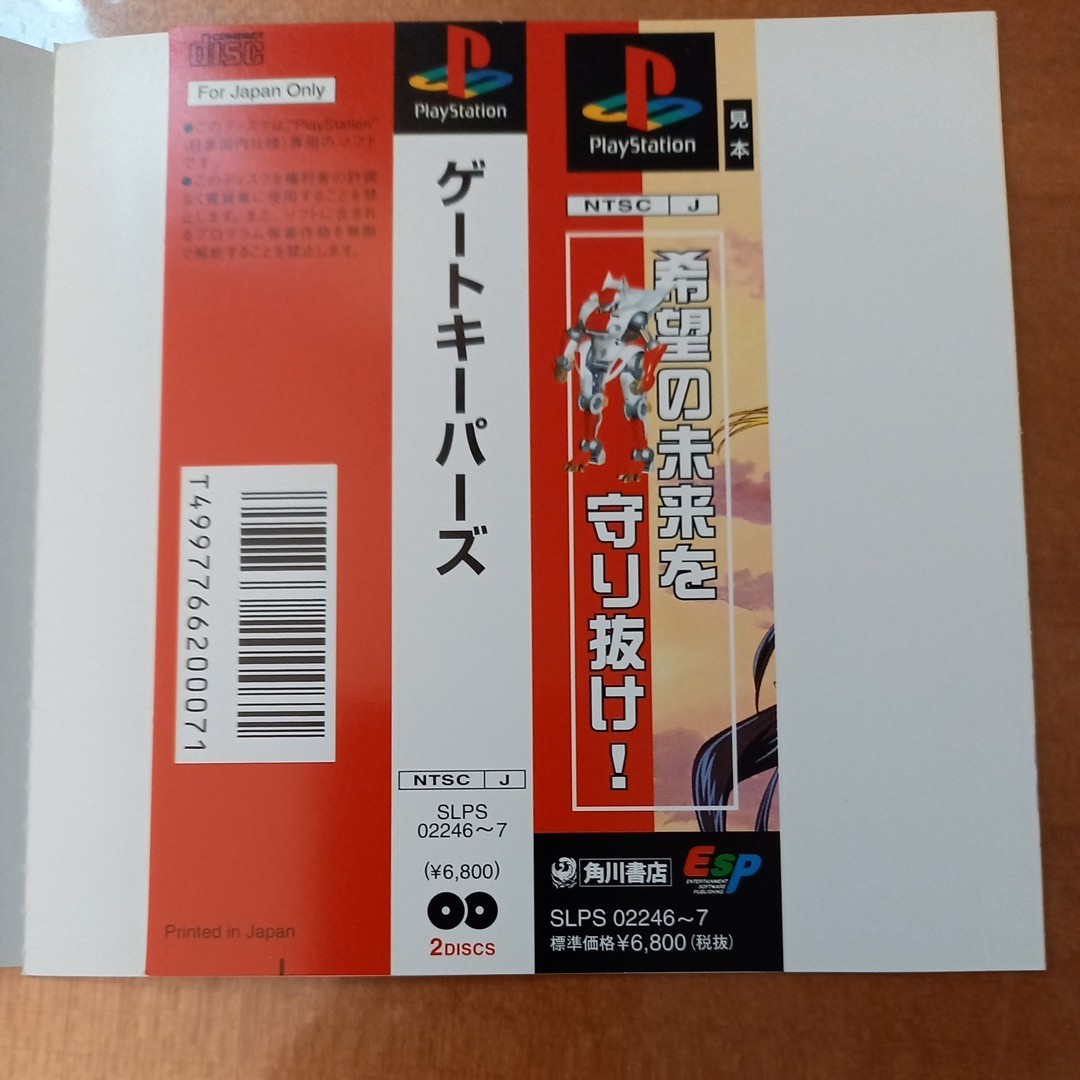 COMPACT
disc
For Japan Only
●このディスクは"PlayStation"
(日本国内仕様)専用のソフト
です。
●このディスクを権利者の許諾
なく賃貸業に使用することを禁
止します。また、ソフトに含まれ
るプログラム等著作物を無断
で解析することを禁止します。
T4997766200071
Printed in Japan
PlayStation
ゲートキーパーズ
NTSC J
SLPS
02246〜7
(¥6,800)
2DISCS
PlayStation
見本
NTSC J
希望の未来を
守り抜け!
角川書店
ESP
ENTERTAINMENT
SOFTWARE
PUBLISHING
SLPS 02246〜7
標準価格¥6,800(税抜)